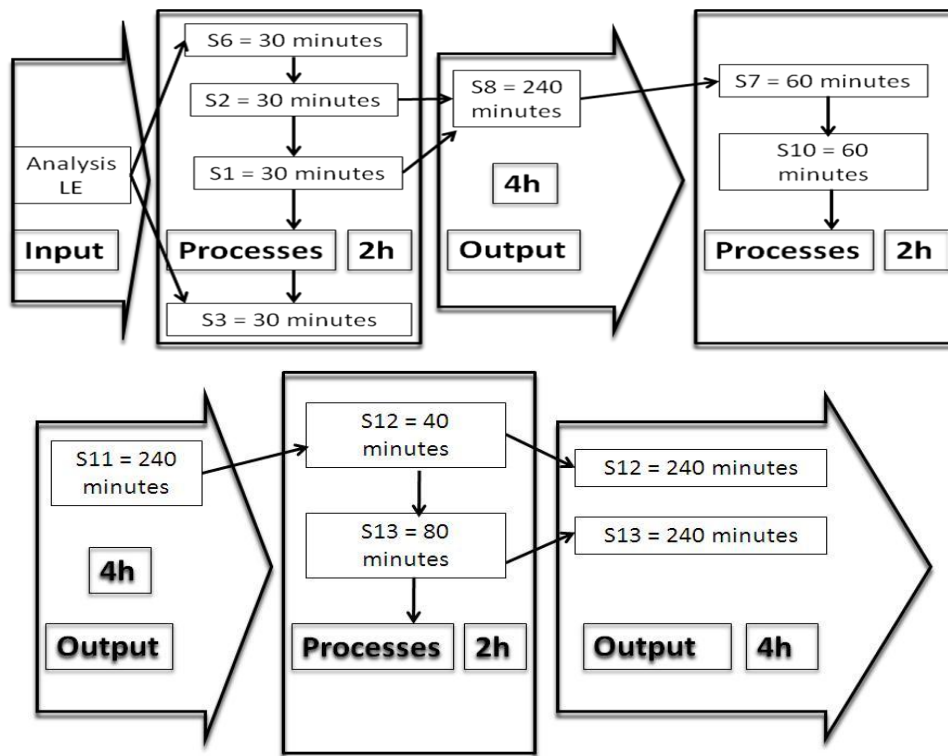 Analysis
LE
Input
S6 = 30 minutes
S2 = 30 minutes
S1 = 30 minutes
Processes
2h
S3 = 30 minutes
S8 = 240
minutes
4h
Output
S7 = 60 minutes
S10 = 60
minutes
Processes
2h
S11 = 240
minutes
4h
Output
S12 = 40
minutes
S13 = 80
minutes
Processes
2h
S12 = 240 minutes
S13 = 240 minutes
Output
4h